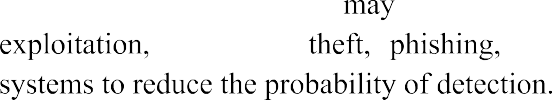 may
exploitation, theft, phishing,
systems to reduce the probability of detection.